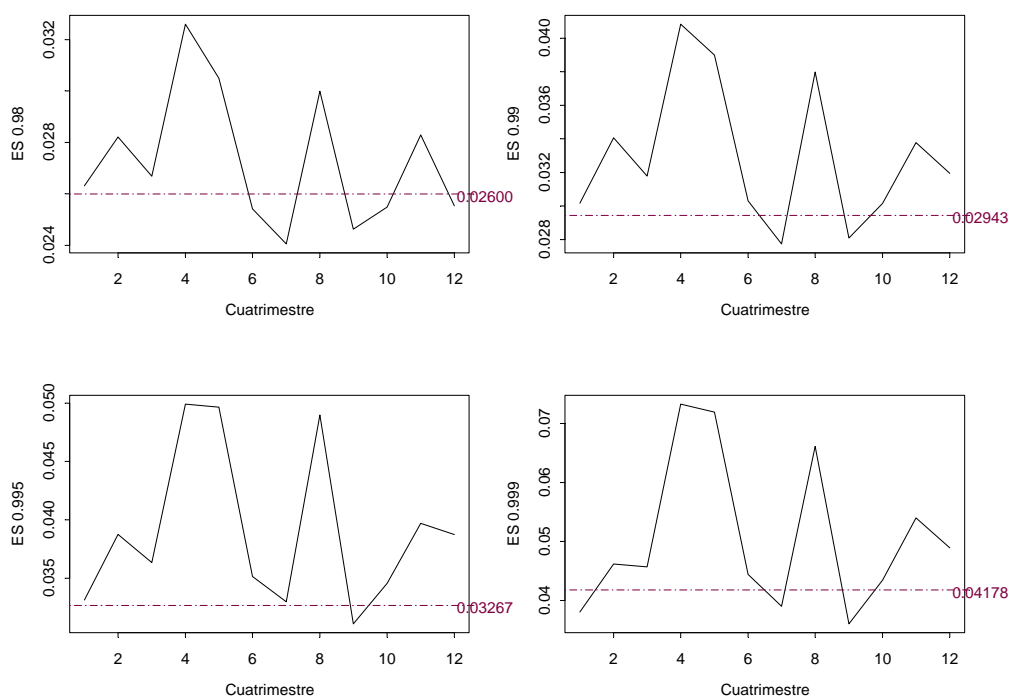 ES 0.98
0.032
0.028
0.024
0.02600
2 4 6 8 10 12
Cuatrimestre
ES 0.99
0.040
0.036
0.032
0.028
0.02943
2 4 6 8 10 12
Cuatrimestre
ES 0.995
0.050
0.045
0.040
0.035
0.03267
2 4 6 8 10 12
Cuatrimestre
ES 0.999
0.07
0.06
0.05
0.04
0.04178
2 4 6 8 10 12
Cuatrimestre